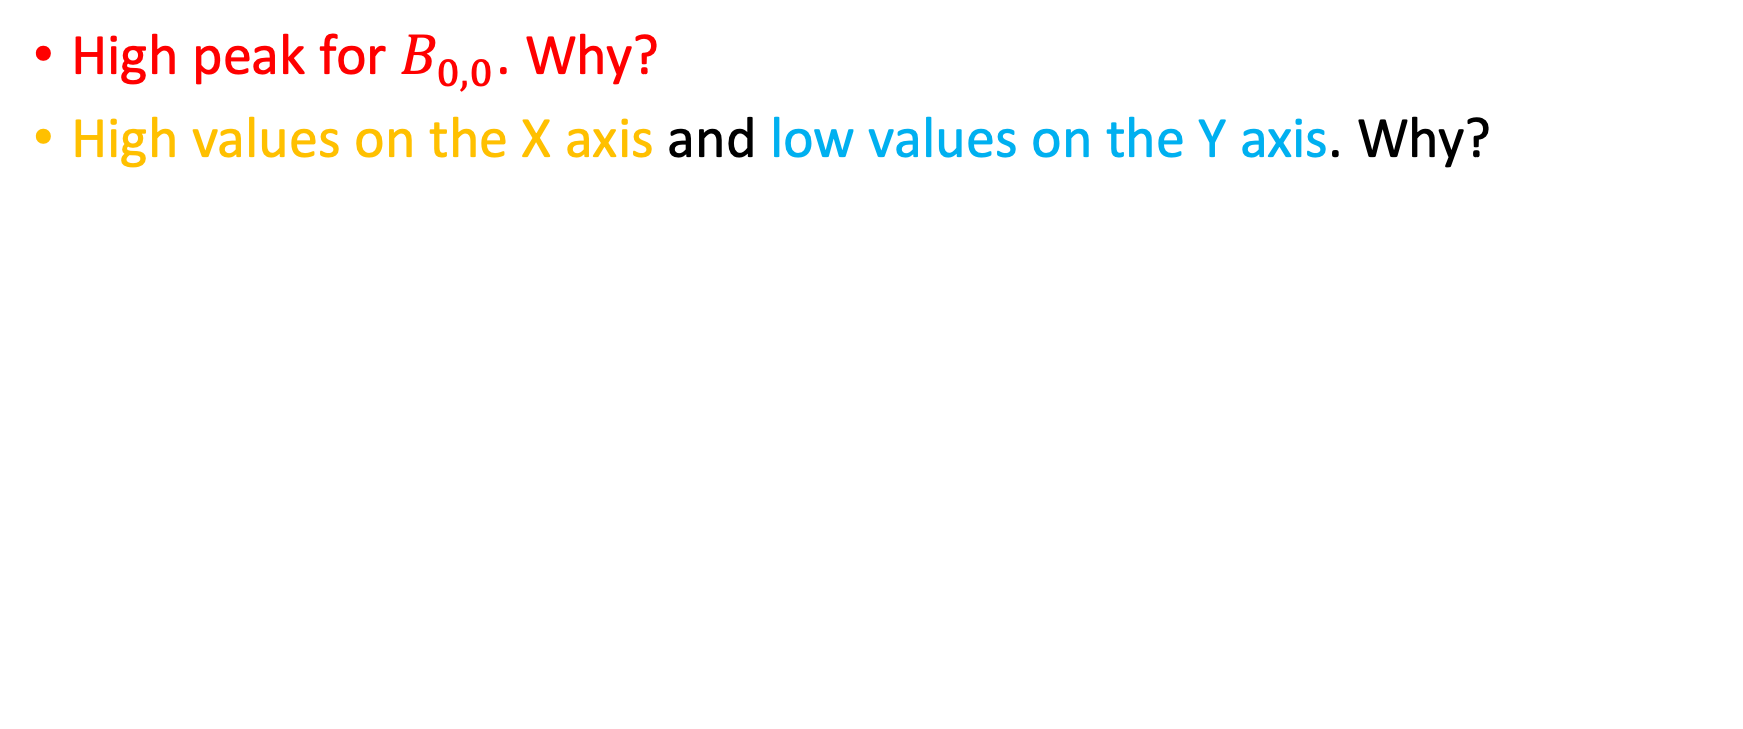 • High peak for B0,0. Why?
• High values on the X axis and low values on the Y axis. Why?